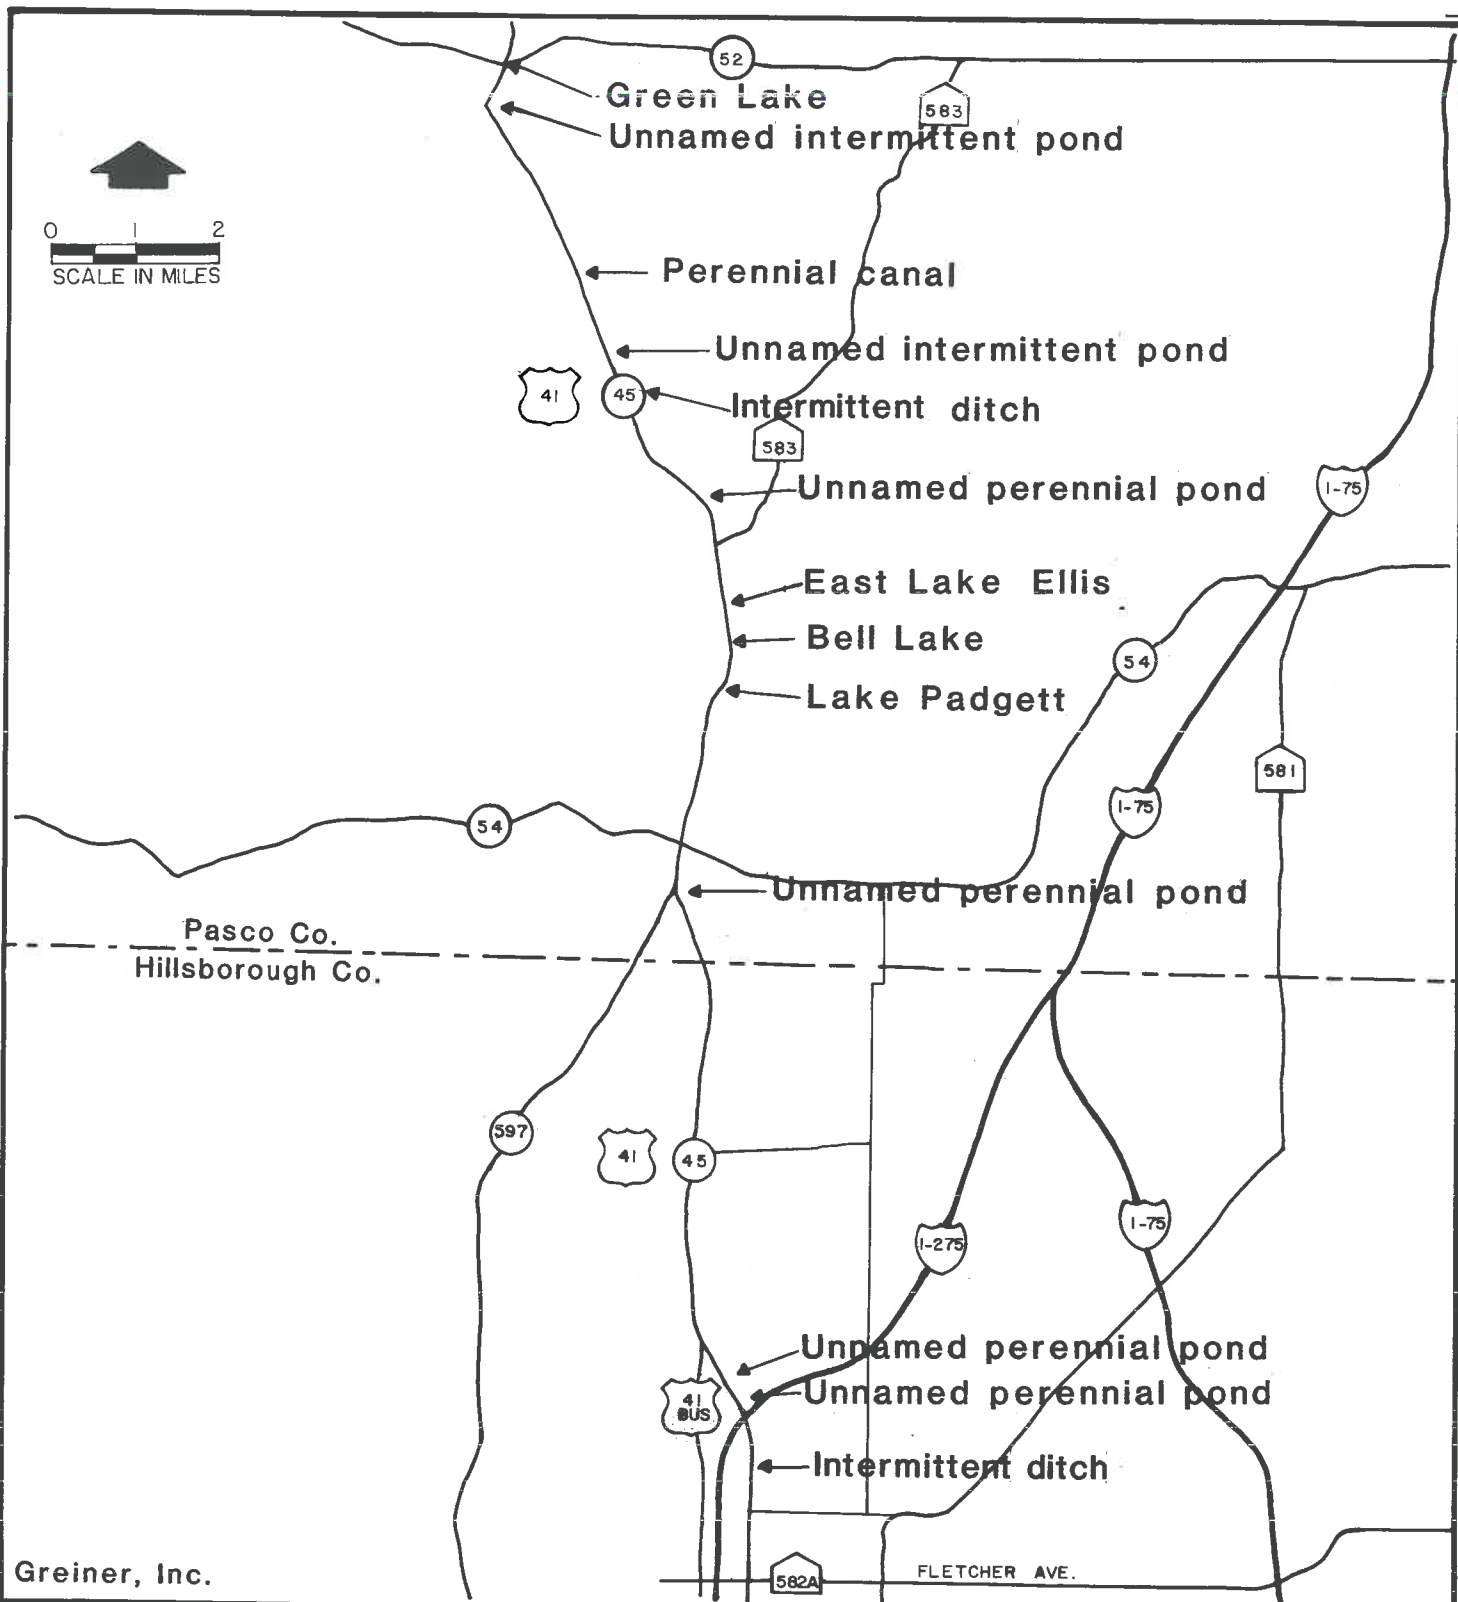 52
Green Lake
583
Unnamed intermittent pond
0 1 2
SCALE IN MILES
Perennial canal
Unnamed intermittent pond
41
45
Intermittent ditch
583
Unnamed perennial pond
I-75
East Lake Ellis
Bell Lake
54
Lake Padgett
581
I-75
54
Unnamed perennial pond
Pasco Co.
Hillsborough Co.
597
41
45
I-75
I-275
Unnamed perennial pond
Unnamed perennial pond
41
BUS
Intermittent ditch
Greiner, Inc.
582A
FLETCHER AVE.